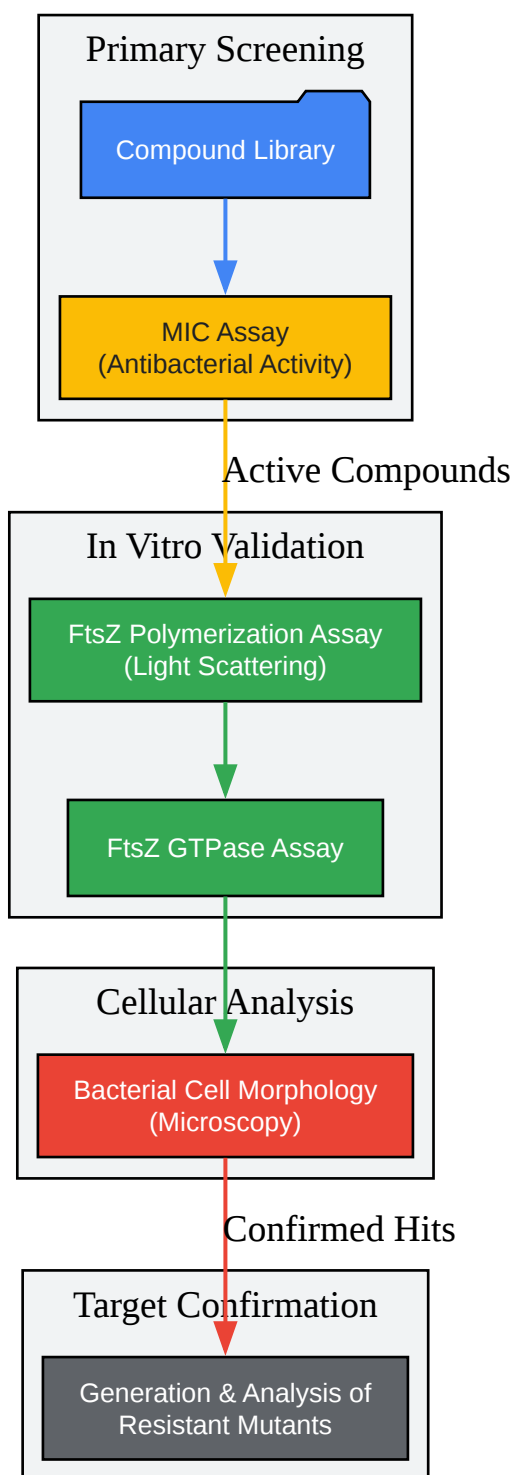 Primary Screening
Compound Library
MIC Assay
(Antibacterial Activity)
Active Compounds
In Vitro Validation
FtsZ Polymerization Assay
(Light Scattering)
FtsZ GTPase Assay
Cellular Analysis
Bacterial Cell Morphology
(Microscopy)
Confirmed Hits
Target Confirmation
Generation & Analysis of
Resistant Mutants